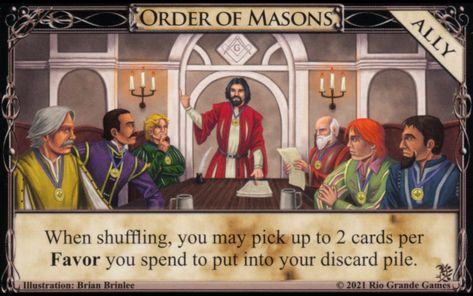 Order of Masons
ALLY
G
When shuffling, you may pick up to 2 cards per
Favor you spend to put into your discard pile.
Illustration: Brian Brinlee
© 2021 Rio Grande Games